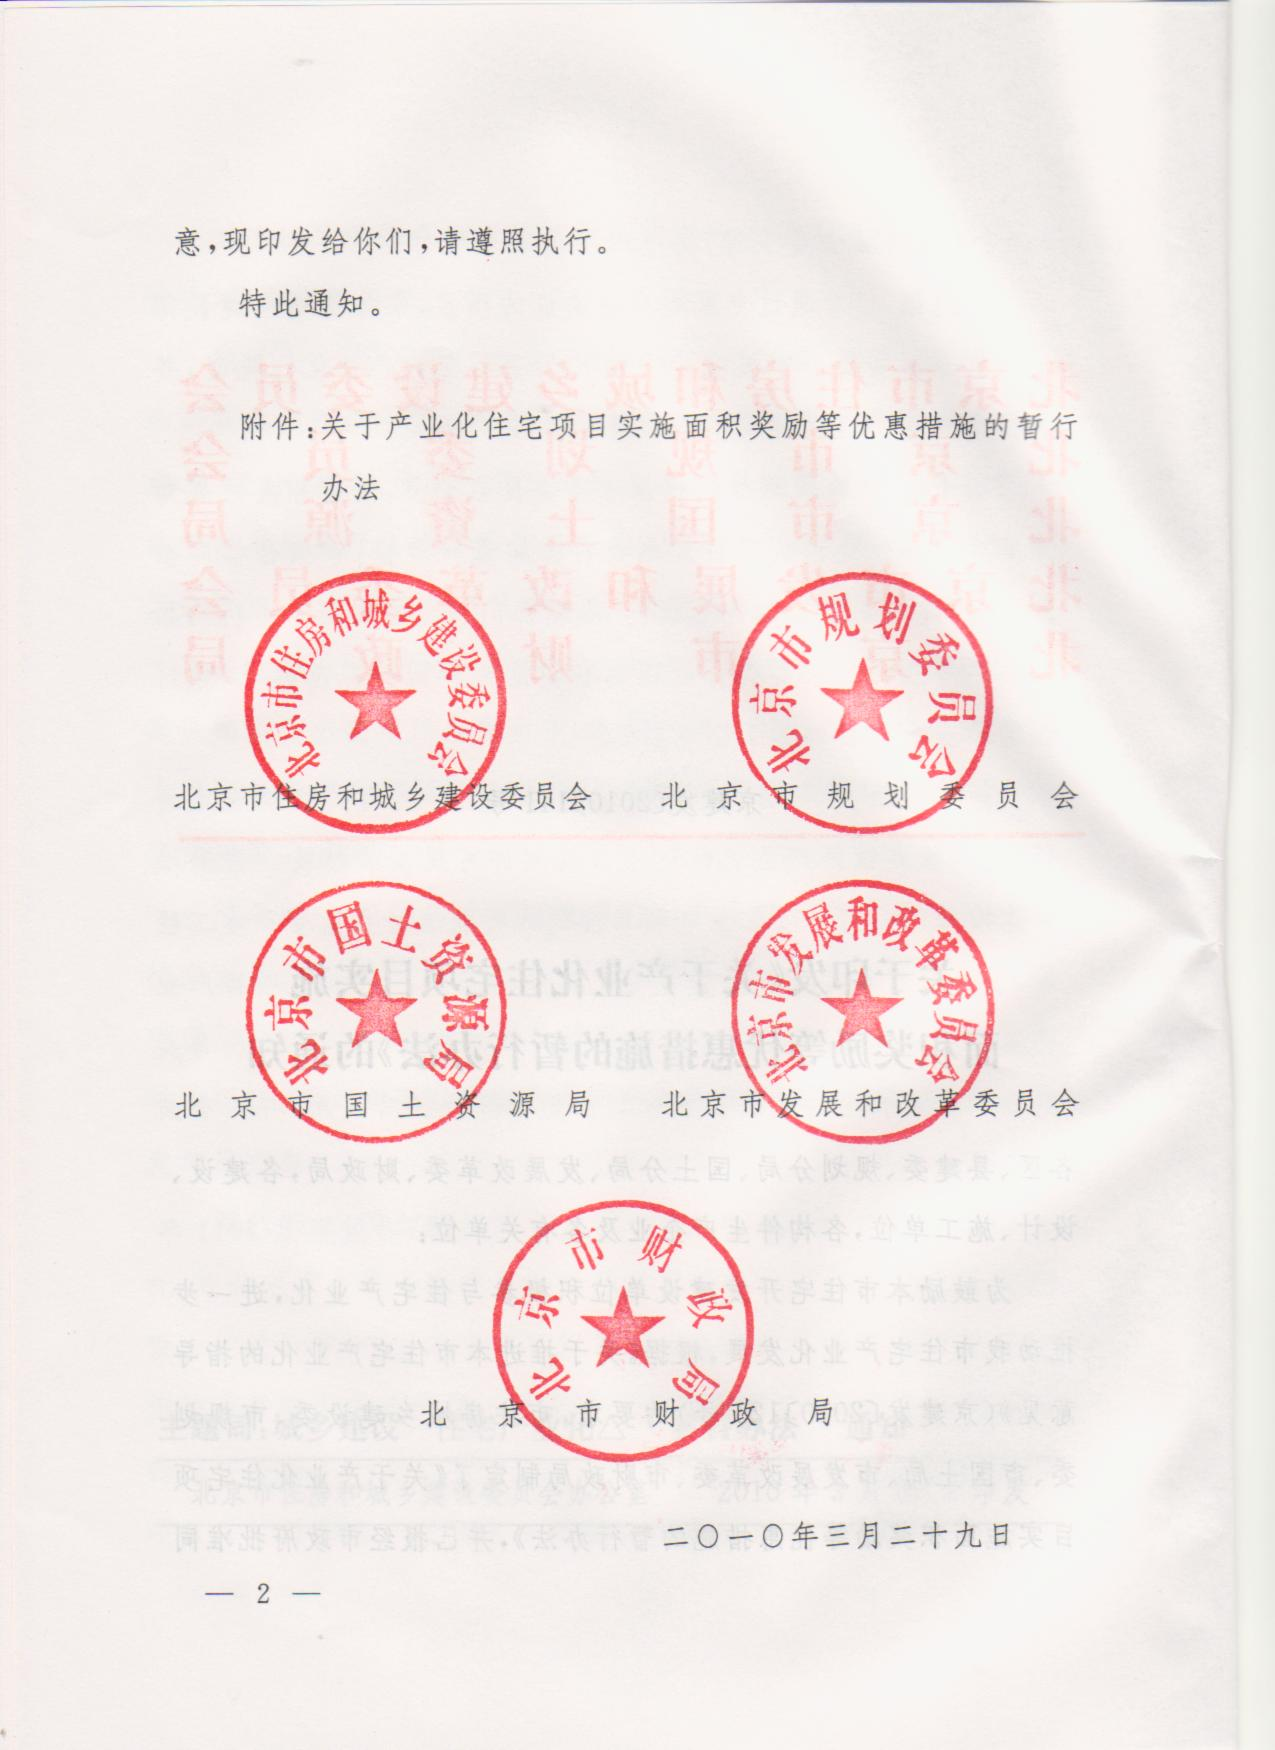 意,现印发给你们,请遵照执行。
特此通知。
附件:关于产业化住宅项目实施面积奖励等优惠措施的暂行
办法
北京市住房和城乡建设委员会
北京市规划委员会
北京市住房和城乡建设委员会 北京市规划委员会
北京市国土资源局
北京市发展和改革委员会
北京市国土资源局 北京市发展和改革委员会
北京市财政局
北京市财政局
二〇一〇年三月二十九日
— 2 —